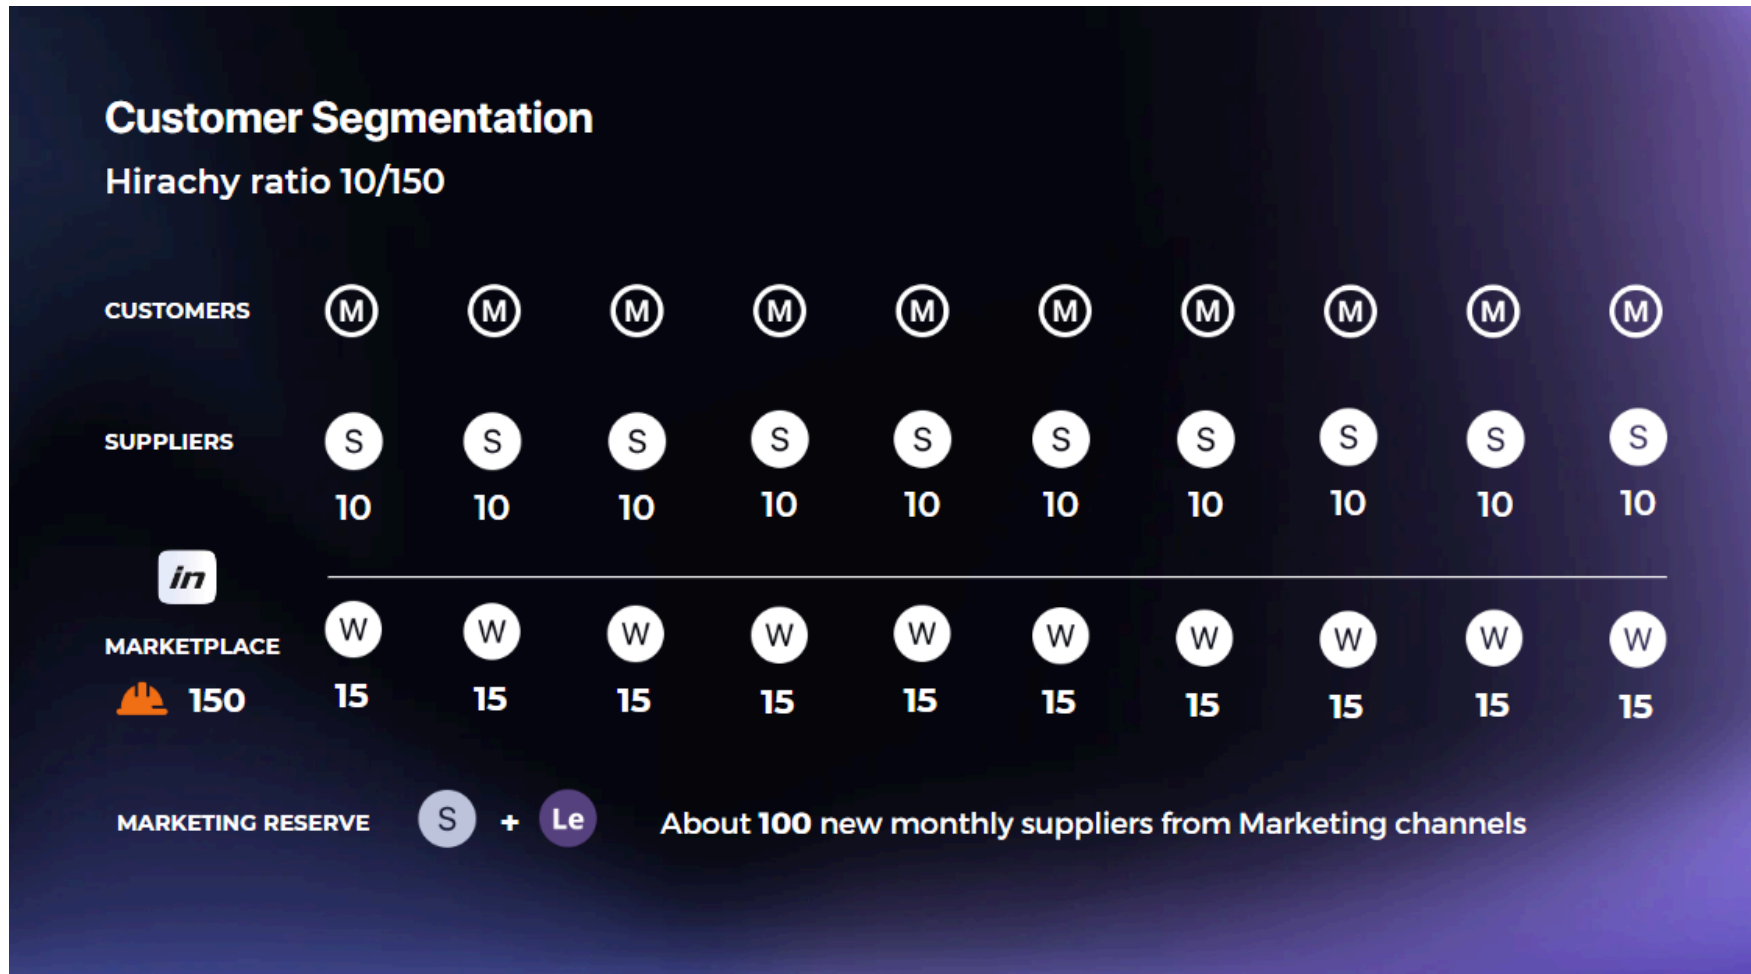 Customer Segmentation
Hirachy ratio 10/150
CUSTOMERS M M M M M M M M M M
SUPPLIERS S S S S S S S S S S
10 10 10 10 10 10 10 10 10 10
in
W W W W W W W W W W
MARKETPLACE
150 15 15 15 15 15 15 15 15 15 15
MARKETING RESERVE S + Le About 100 new monthly suppliers from Marketing channels